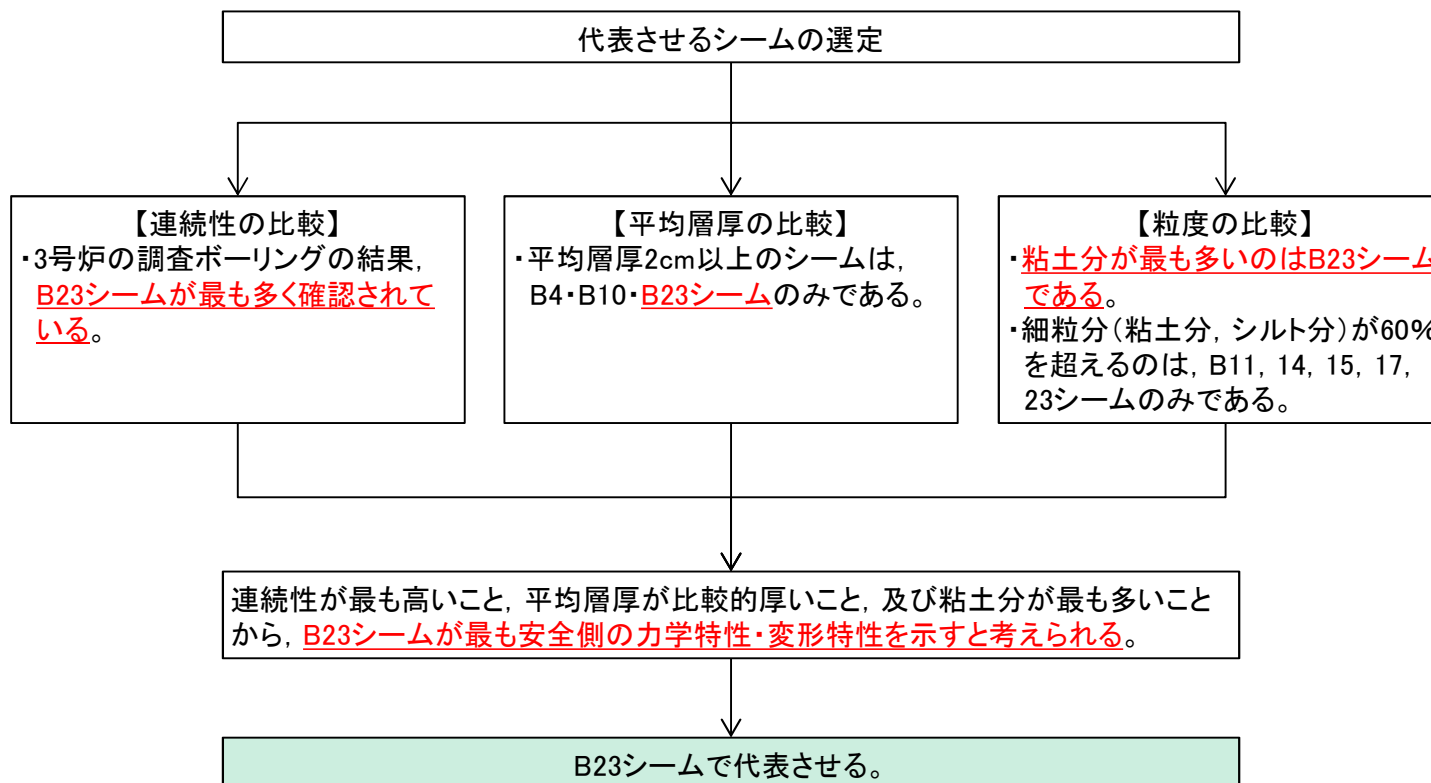 代表させるシームの選定
【連続性の比較】
・3号炉の調査ボーリングの結果,
B23シームが最も多く確認されて
いる。
【平均層厚の比較】
・平均層厚2cm以上のシームは,
B4・B10・B23シームのみである。
【粒度の比較】
・粘土分が最も多いのはB23シーム
である。
・細粒分(粘土分, シルト分)が60%
を超えるのは, B11, 14, 15, 17,
23シームのみである。
連続性が最も高いこと, 平均層厚が比較的厚いこと, 及び粘土分が最も多いこと
から, B23シームが最も安全側の力学特性・変形特性を示すと考えられる。
B23シームで代表させる。